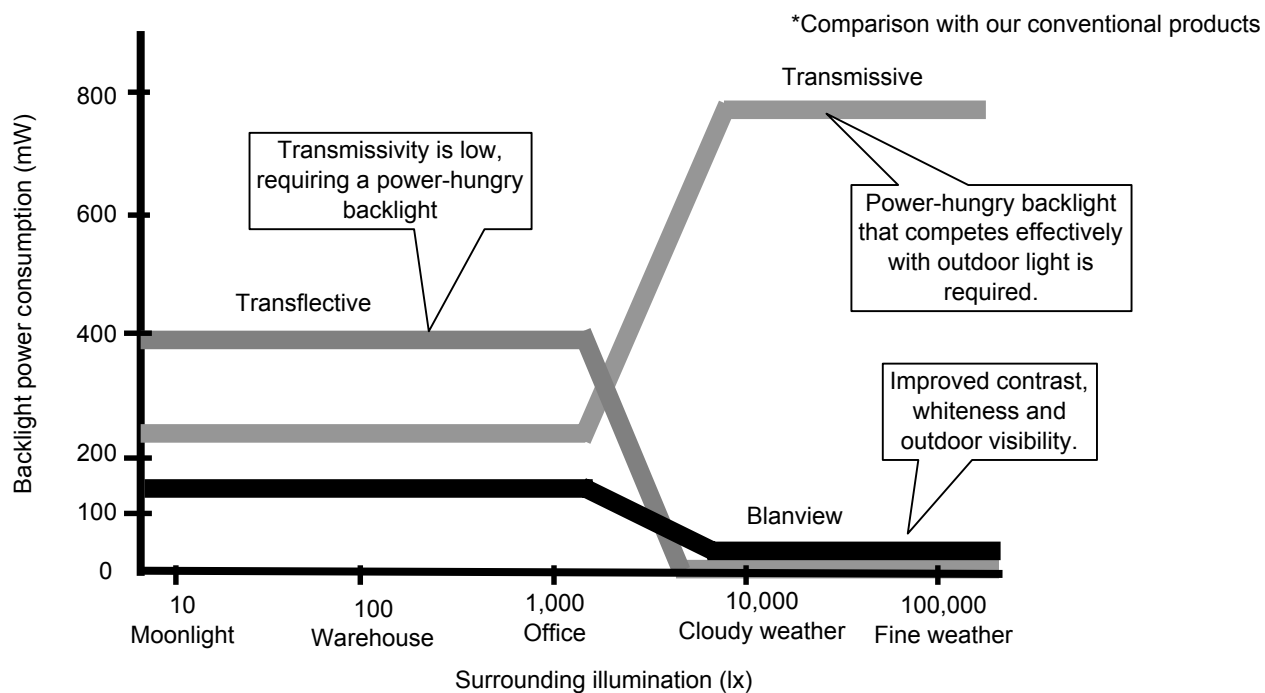 *Comparison with our conventional products
Transmissive
800
Transmissivity is low,
requiring a power-hungry
backlight
Power-hungry backlight
that competes effectively
with outdoor light is
required.
600
Transflective
400
Improved contrast,
whiteness and
outdoor visibility.
200
Blanview
100
0
Backlight power consumption (mW)
10
100
1,000
10,000
100,000
Moonlight
Warehouse
Office
Cloudy weather
Fine weather
Surrounding illumination (lx)